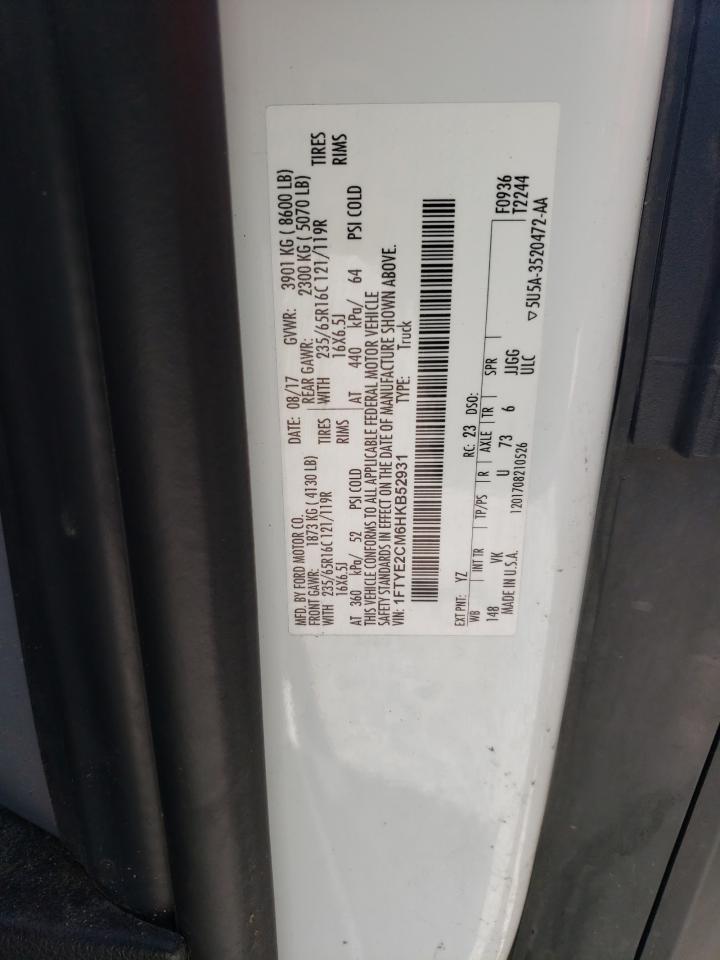 MFD. BY FORD MOTOR CO.
DATE: 08/17 GVWR: 3901 KG ( 8600 LB)
FRONT GAWR: 1873 KG ( 4130 LB) REAR GAWR: 2300 KG ( 5070 LB)
WITH 235/65R16C 121/119R TIRES WITH 235/65R16C 121/119R TIRES
16X6.5J RIMS 16X6.5J RIMS
AT 360 kPa/ 52 PSI COLD AT 440 kPa/ 64 PSI COLD
THIS VEHICLE CONFORMS TO ALL APPLICABLE FEDERAL MOTOR VEHICLE
SAFETY STANDARDS IN EFFECT ON THE DATE OF MANUFACTURE SHOWN ABOVE.
VIN: 1FTYE2CM6HKB52931 TYPE: Truck
EXT PNT: YZ RC: 23 DSO:
WB INT TR TP/PS R AXLE TR SPR F0936
14B VK U 73 6 JJGG T2244
MADE IN U.S.A. 1201708210526 ULC ▽5U5A-3520472-AA